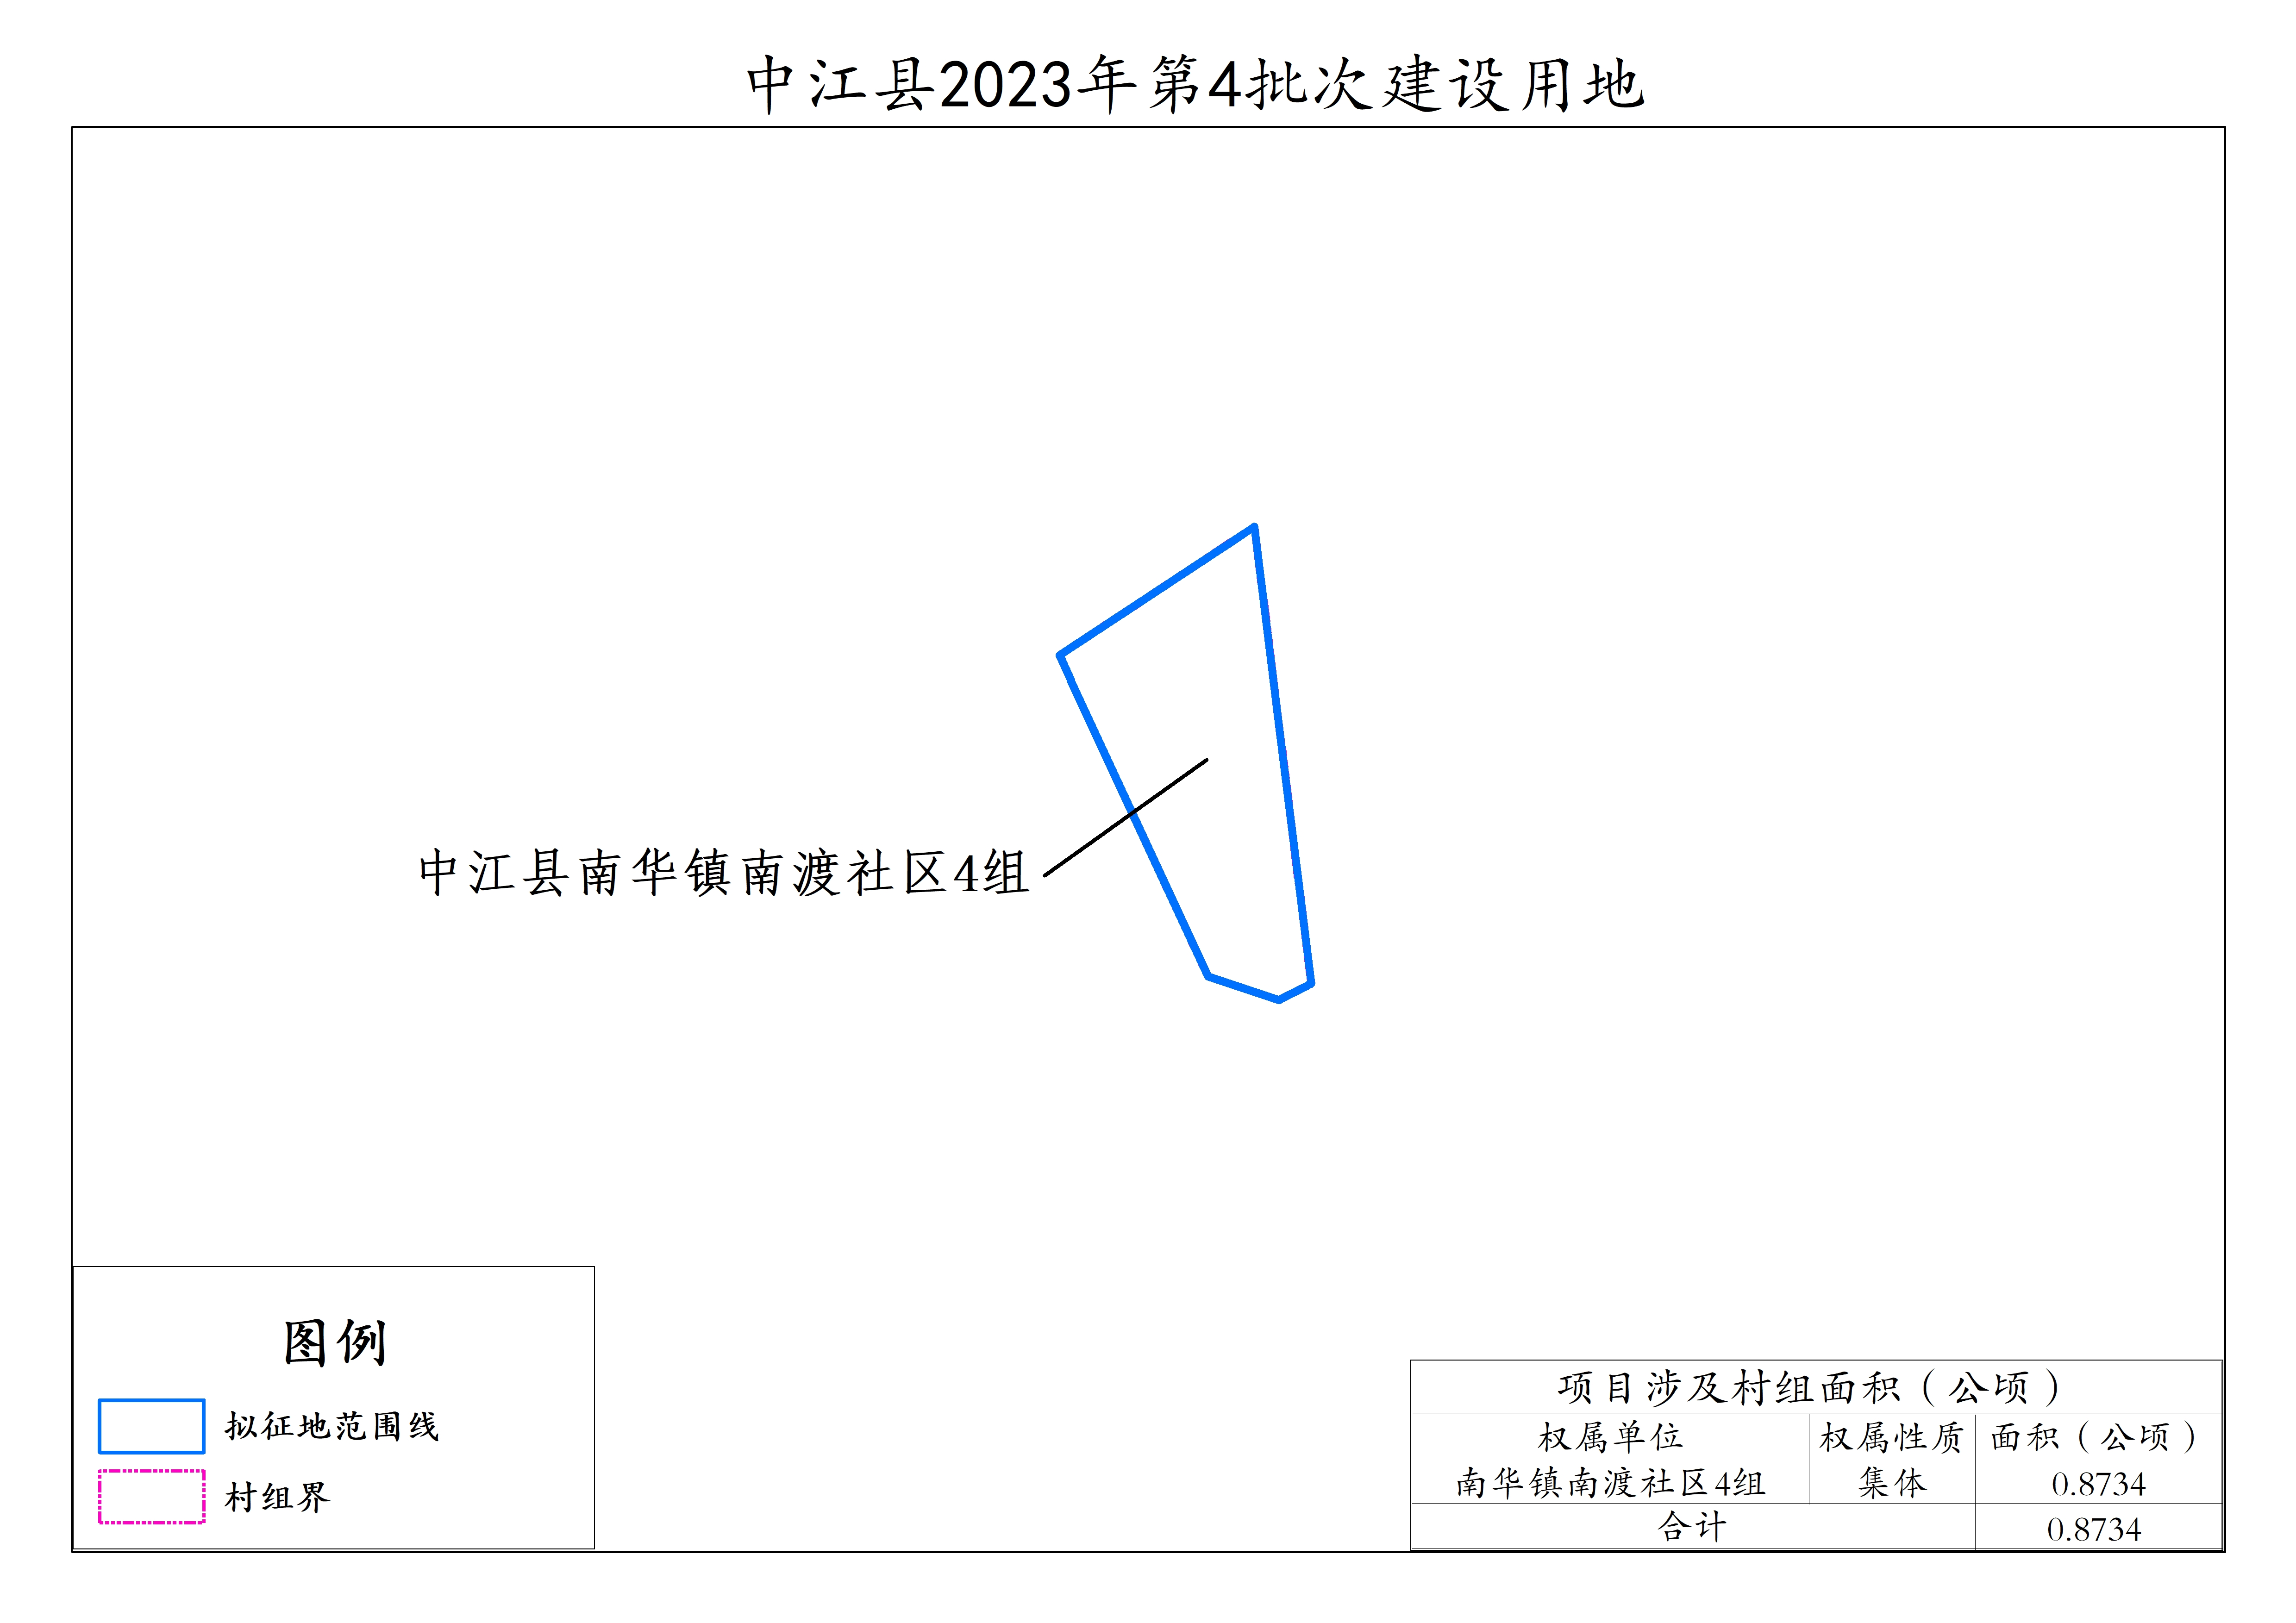 中江县2023年第4批次建设用地
中江县南华镇南渡社区4组
图例
拟征地范围线
村组界
项目涉及村组面积（公顷）
权属单位 权属性质 面积（公顷）
南华镇南渡社区4组 集体 0.8734
合计 0.8734